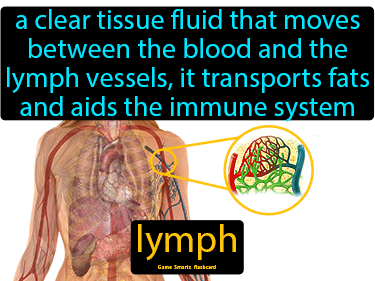 a clear tissue fluid that moves
between the blood and the
lymph vessels, it transports fats
and aids the immune system
lymph
Game Smartz flashcard